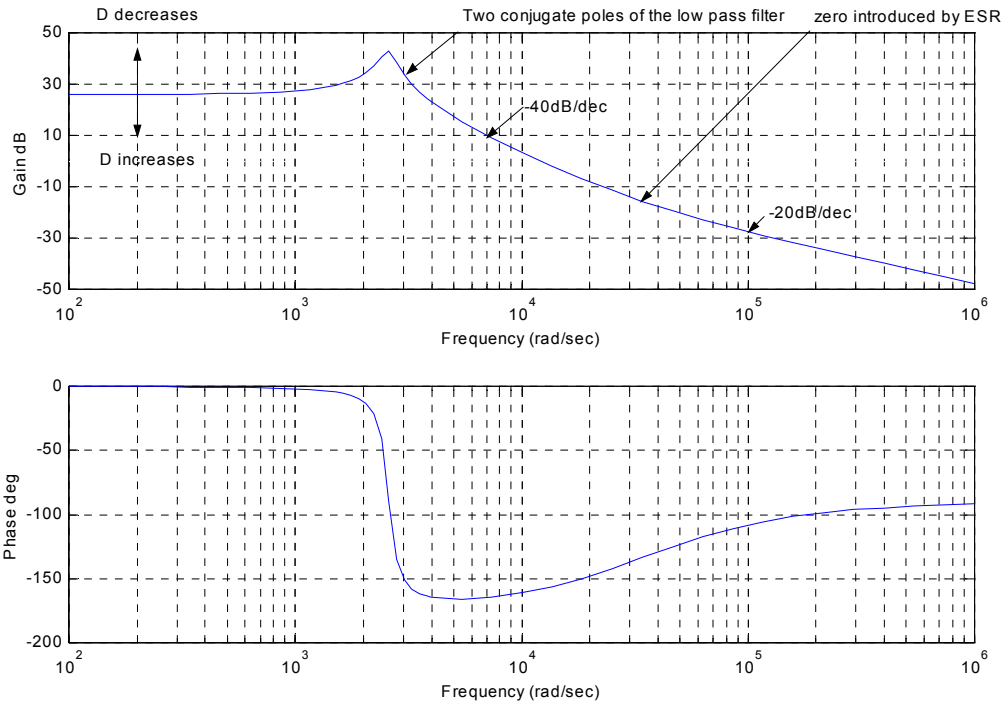 D decreases
Two conjugate poles of the low pass filter
zero introduced by ESR
50
30
10
-10
-30
-50
Gain dB
D increases
-40dB/dec
-20dB/dec
10^2
10^3
10^4
10^5
10^6
Frequency (rad/sec)
0
-50
-100
-150
-200
Phase deg
10^2
10^3
10^4
10^5
10^6
Frequency (rad/sec)